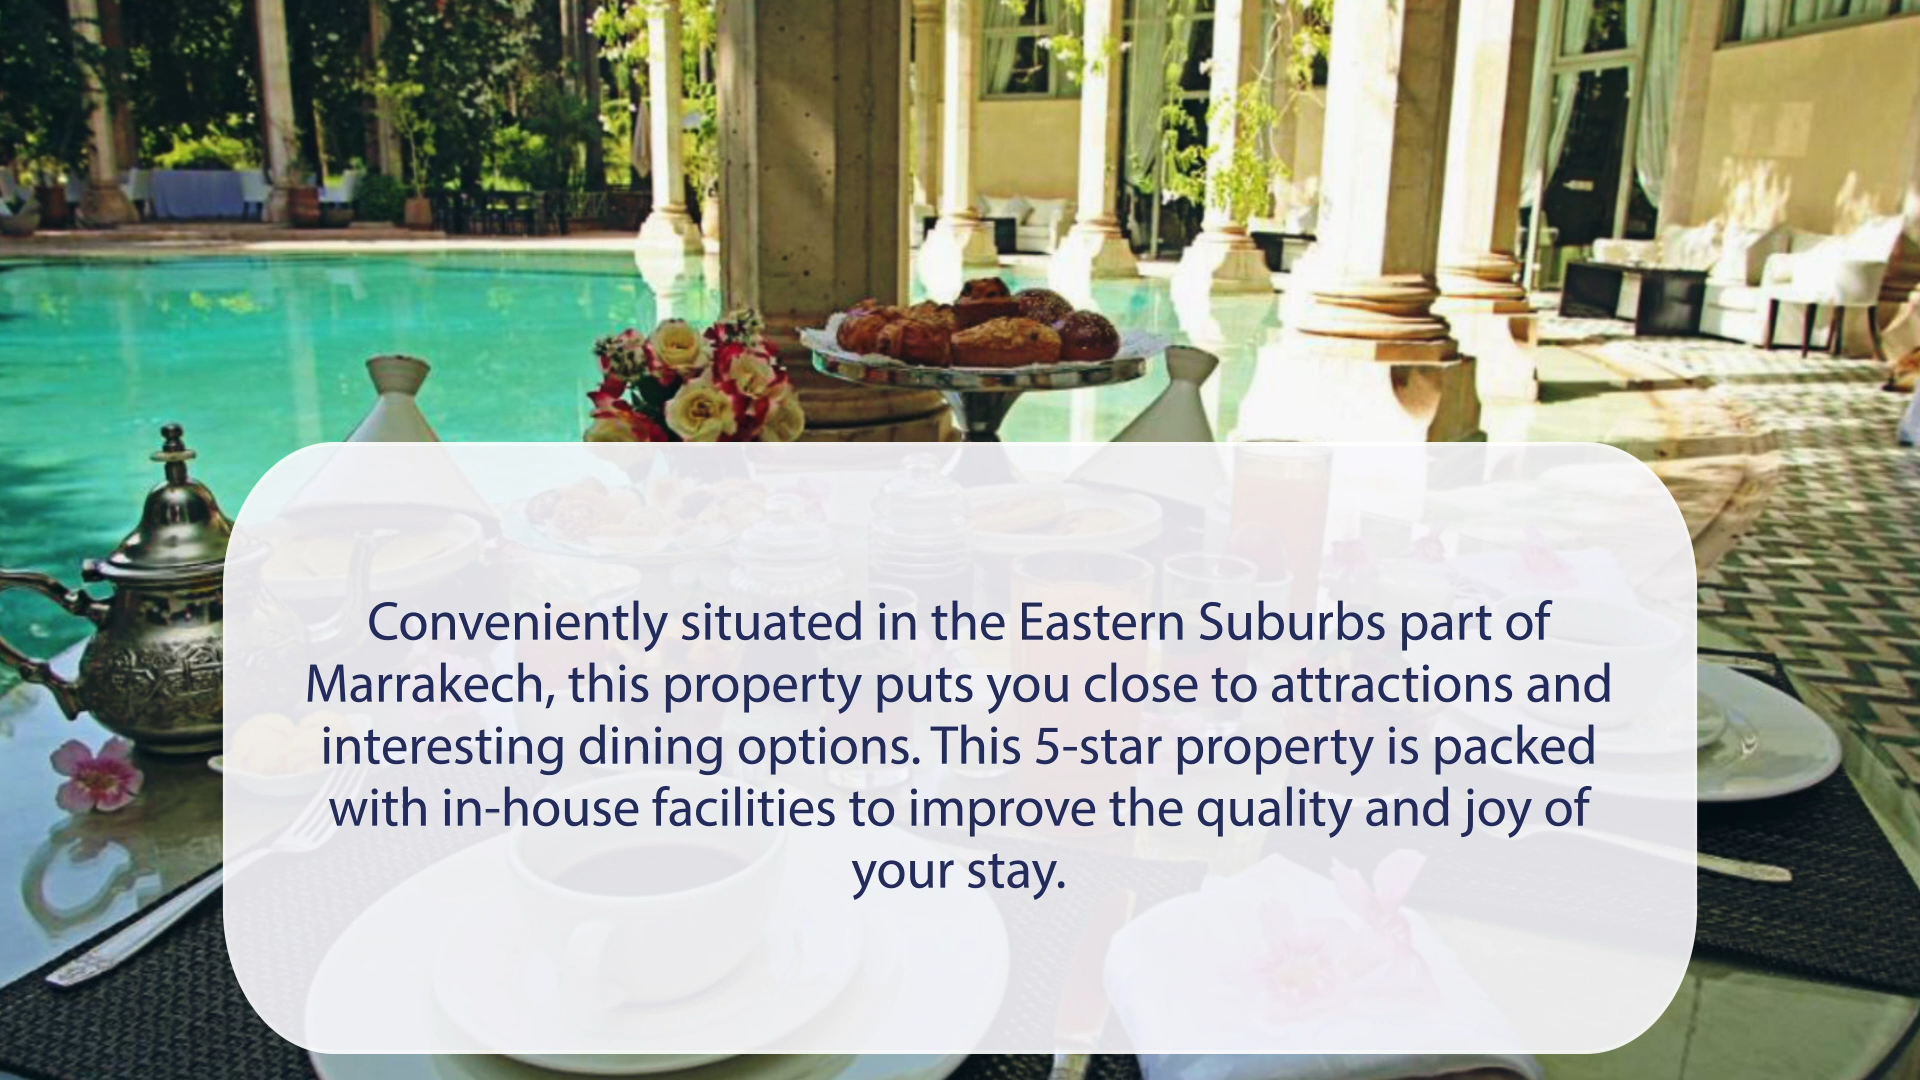 Conveniently situated in the Eastern Suburbs part of
Marrakech, this property puts you close to attractions and
interesting dining options. This 5-star property is packed
with in-house facilities to improve the quality and joy of
your stay.